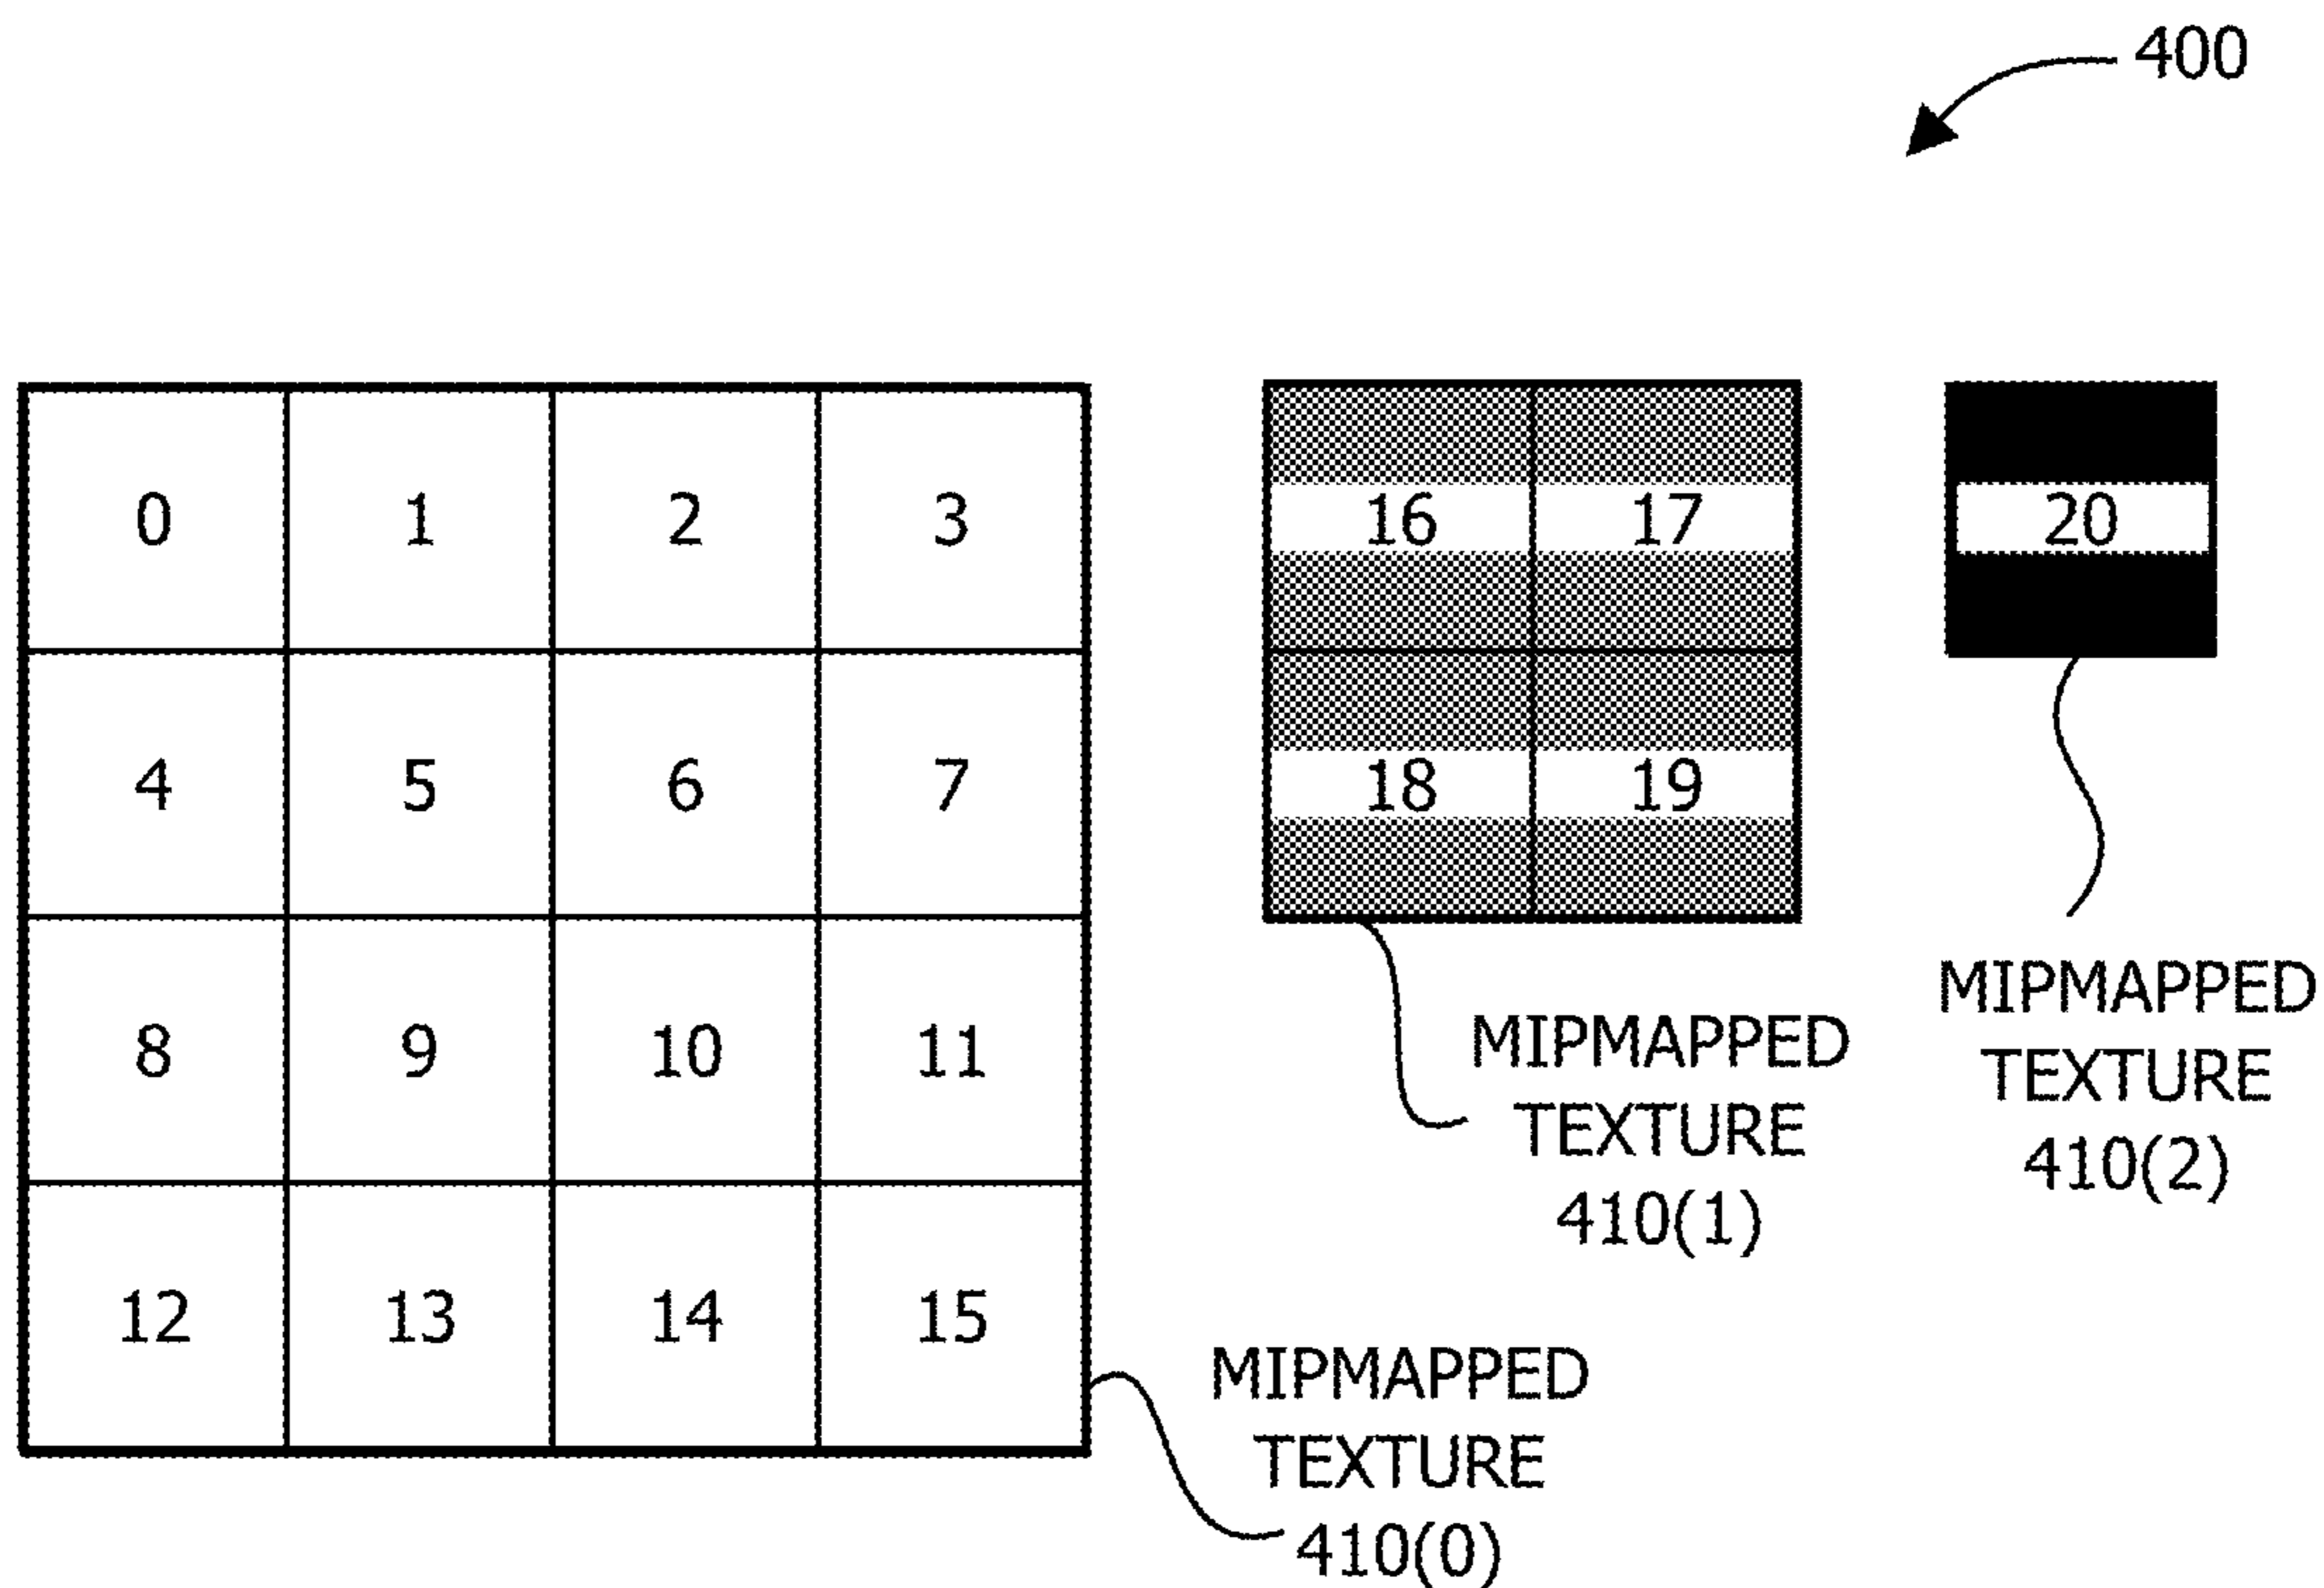 400
0 1 2 3
16 17
20
4 5 6 7
18 19
8 9 10 11
12 13 14 15
MIPMAPPED
TEXTURE
410(0)
MIPMAPPED
TEXTURE
410(1)
MIPMAPPED
TEXTURE
410(2)